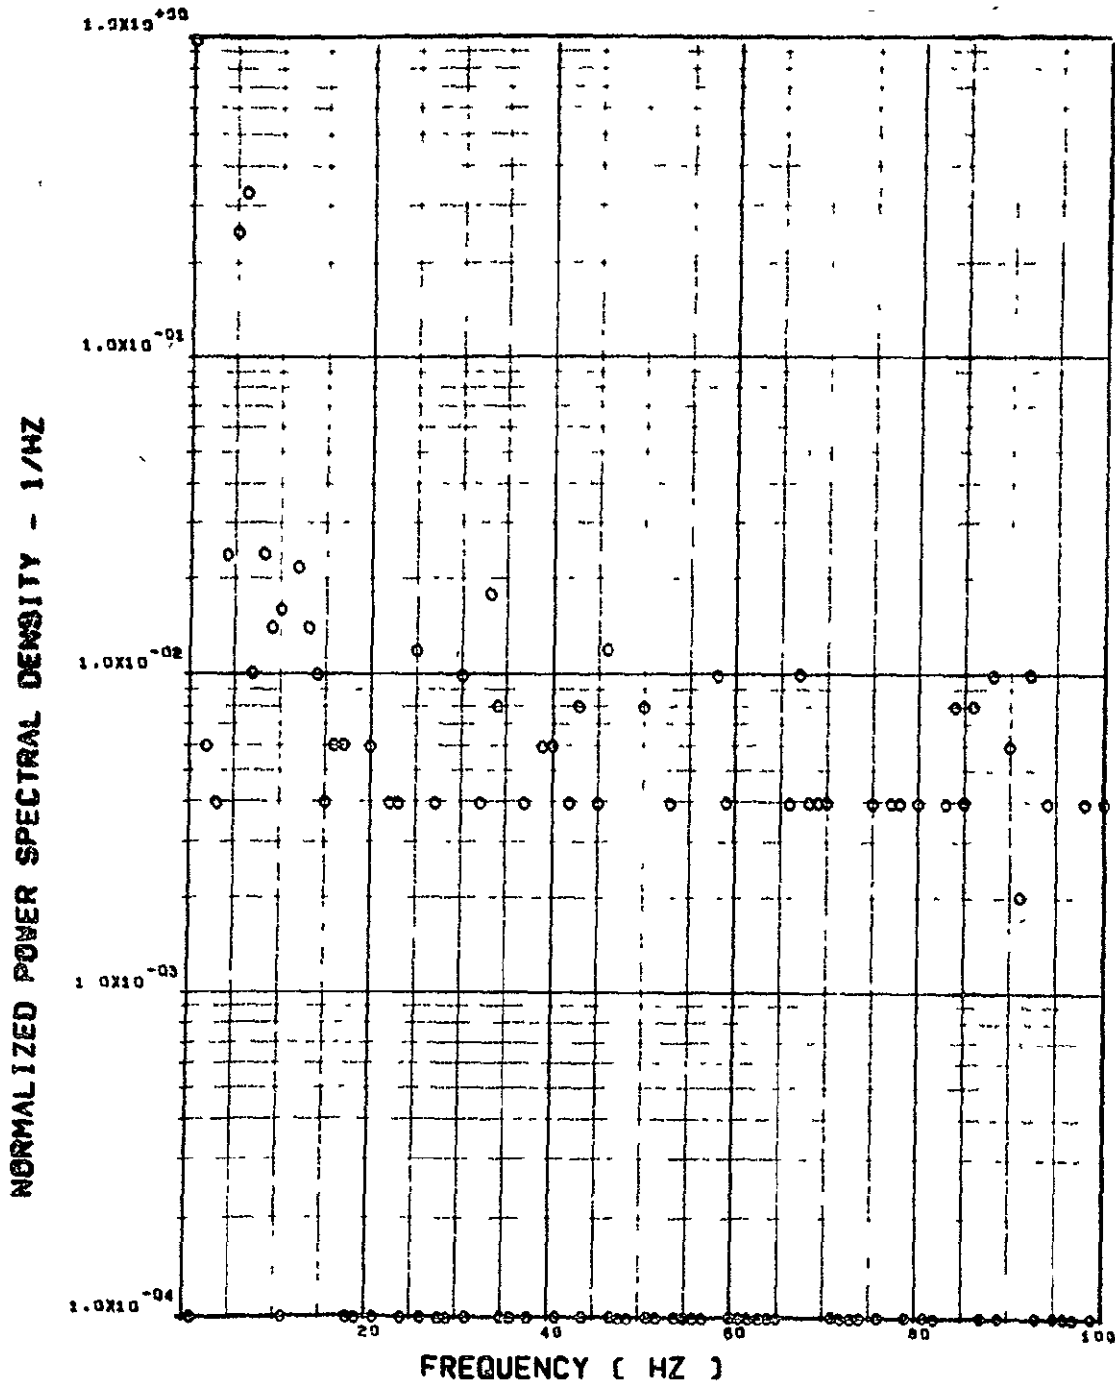 1.0X10+00
1.0X10-01
1.0X10-02
1 0X10-03
1.0X10-04
NORMALIZED POWER SPECTRAL DENSITY - 1/HZ
20 40 60 80 100
FREQUENCY ( HZ )